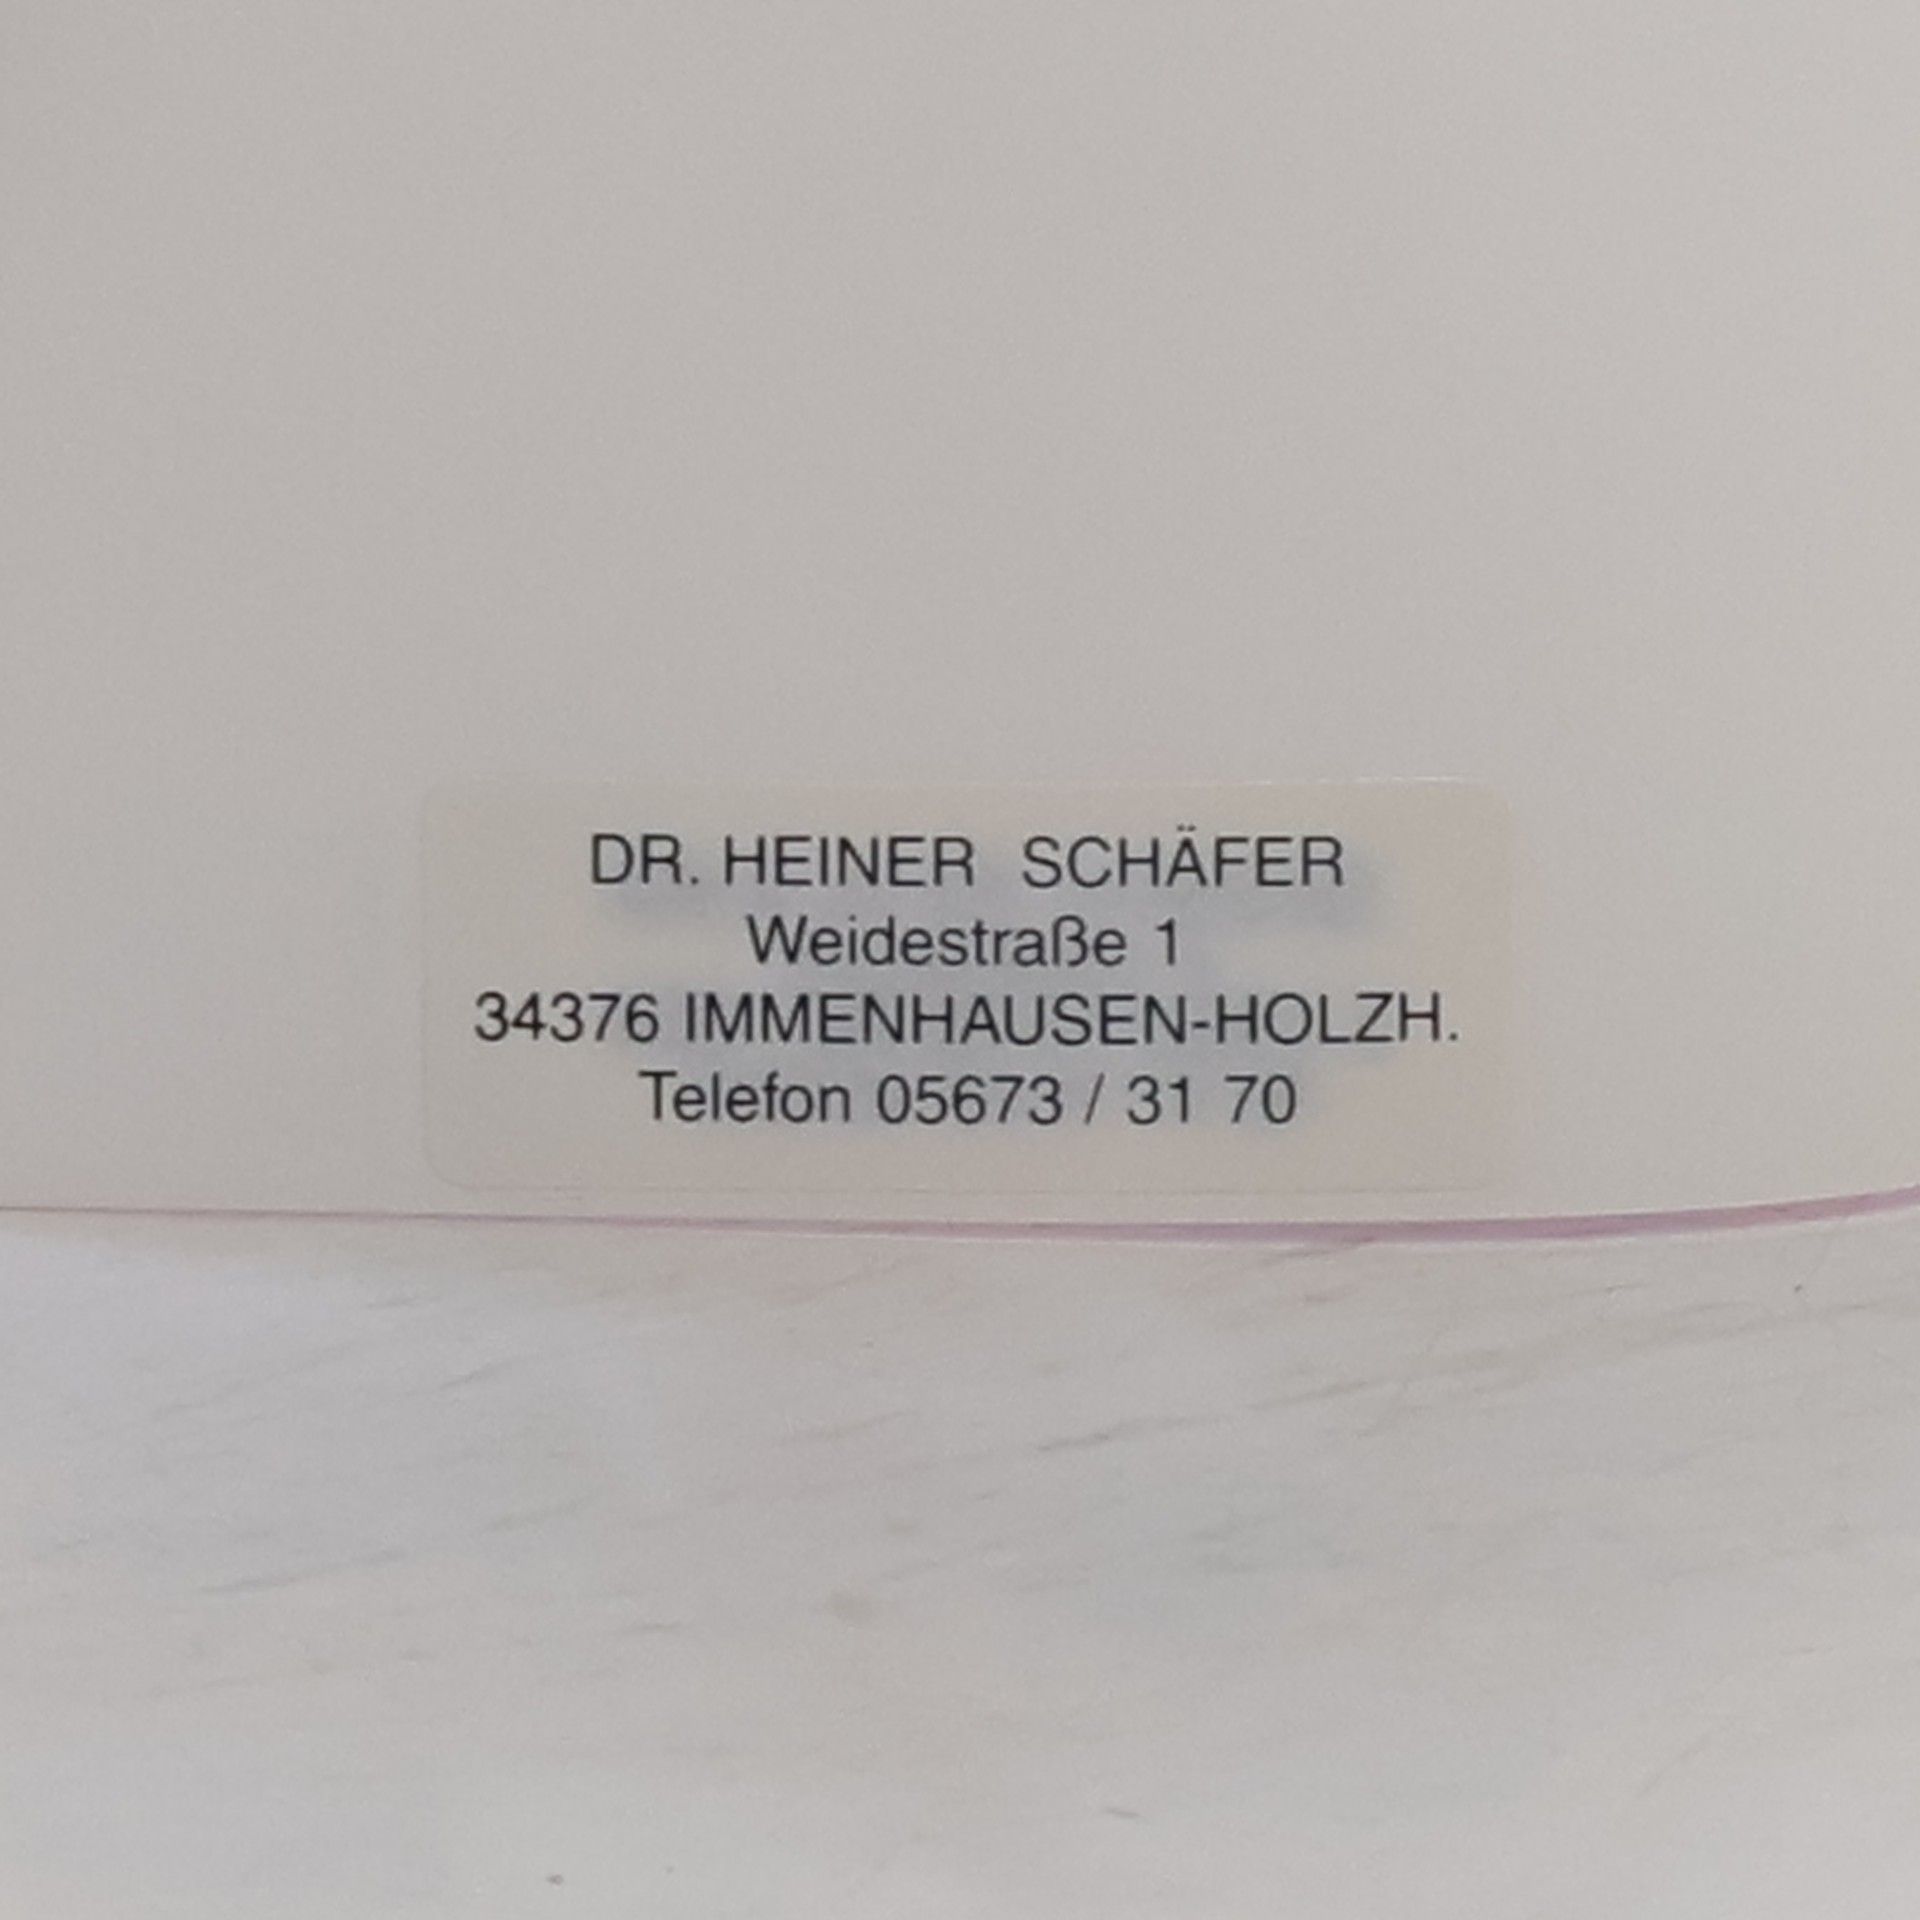 DR. HEINER SCHÄFER
Weidestraße 1
34376 IMMENHAUSEN-HOLZH.
Telefon 05673 / 31 70